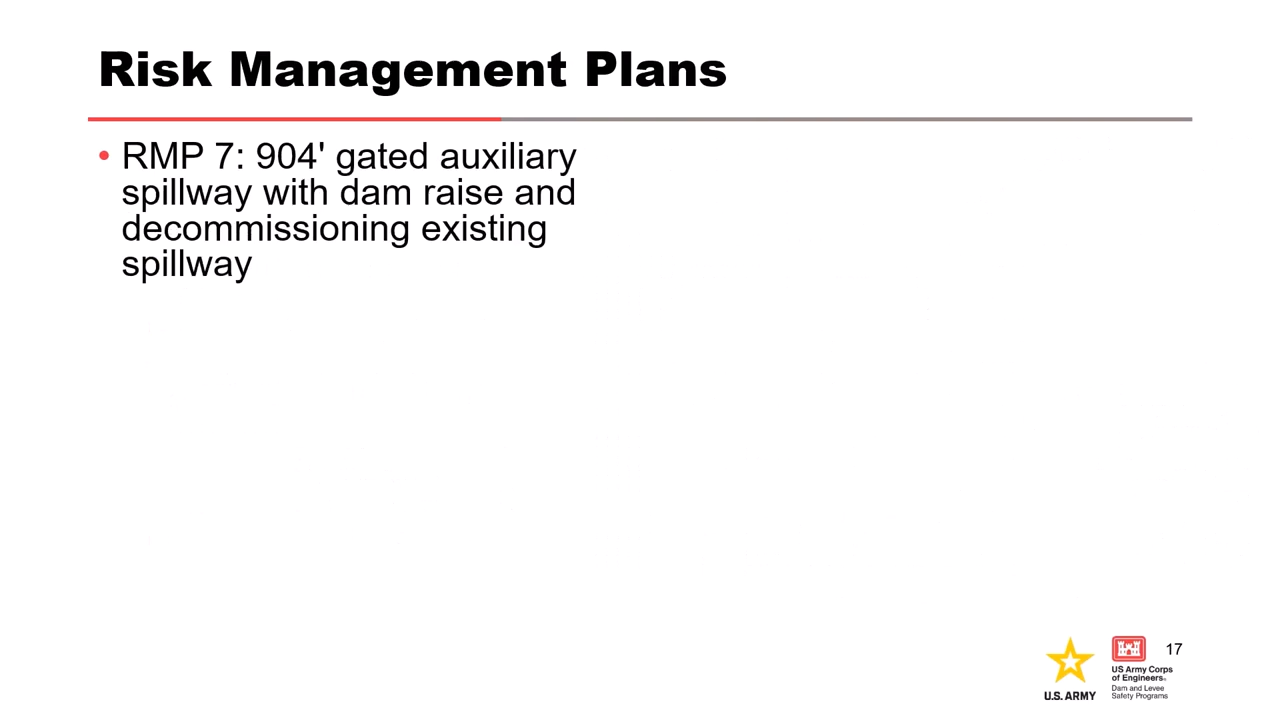 Risk Management Plans
• RMP 7: 904' gated auxiliary
spillway with dam raise and
decommissioning existing
spillway
17
U.S. ARMY
US Army Corps
of Engineers®
Dam and Levee
Safety Programs